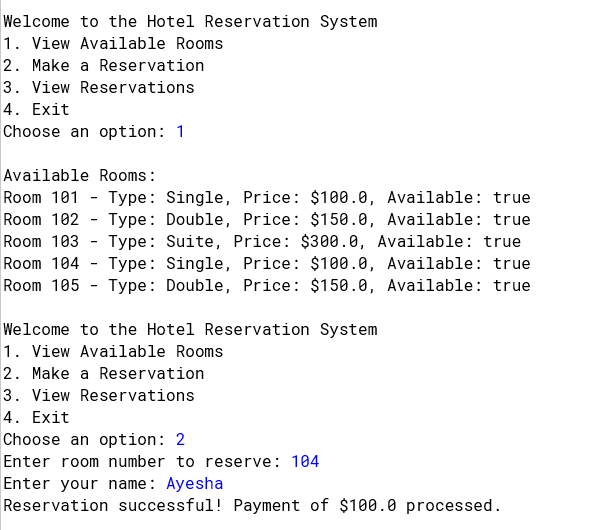 Welcome to the Hotel Reservation System
1. View Available Rooms
2. Make a Reservation
3. View Reservations
4. Exit
Choose an option: 1
Available Rooms:
Room 101 - Type: Single, Price: $100.0, Available: true
Room 102 - Type: Double, Price: $150.0, Available: true
Room 103 - Type: Suite, Price: $300.0, Available: true
Room 104 - Type: Single, Price: $100.0, Available: true
Room 105 - Type: Double, Price: $150.0, Available: true
Welcome to the Hotel Reservation System
1. View Available Rooms
2. Make a Reservation
3. View Reservations
4. Exit
Choose an option: 2
Enter room number to reserve: 104
Enter your name: Ayesha
Reservation successful! Payment of $100.0 processed.